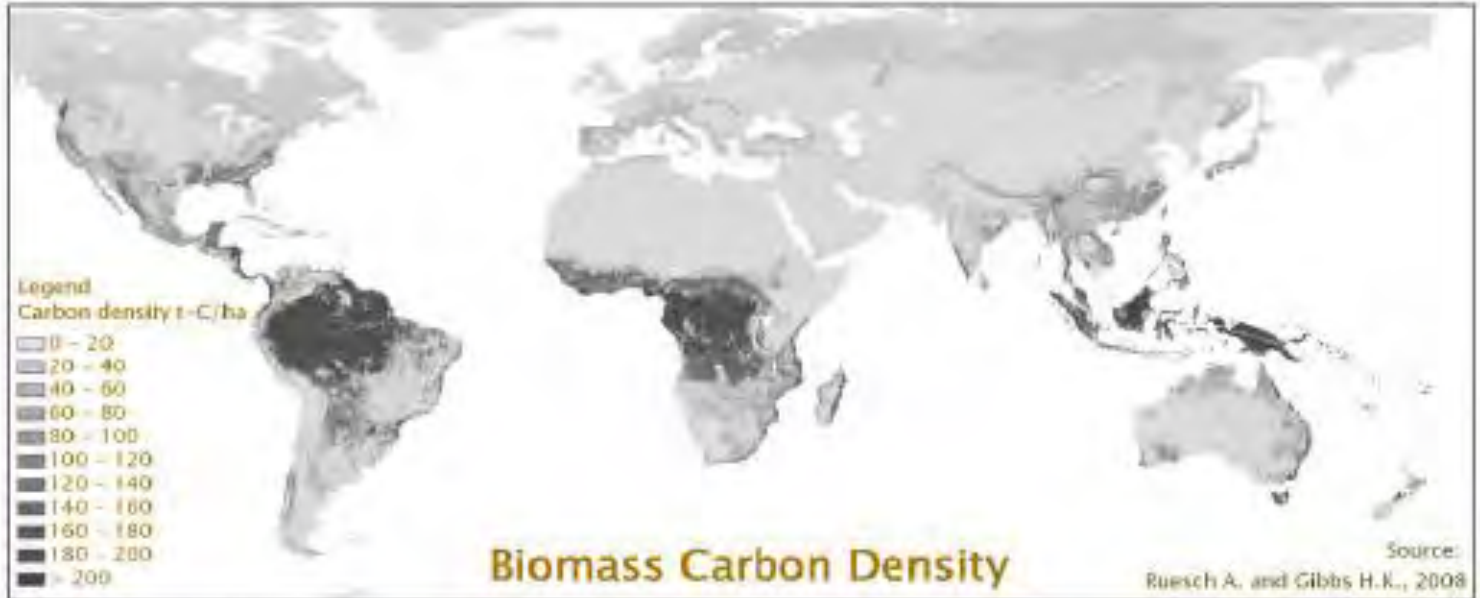 Legend
Carbon density t-C/ha
0 - 20
20 - 40
40 - 60
60 - 80
80 - 100
100 - 120
120 - 140
140 - 160
160 - 180
180 - 200
> 200
Biomass Carbon Density
Source:
Ruesch A. and Gibbs H.K., 2008